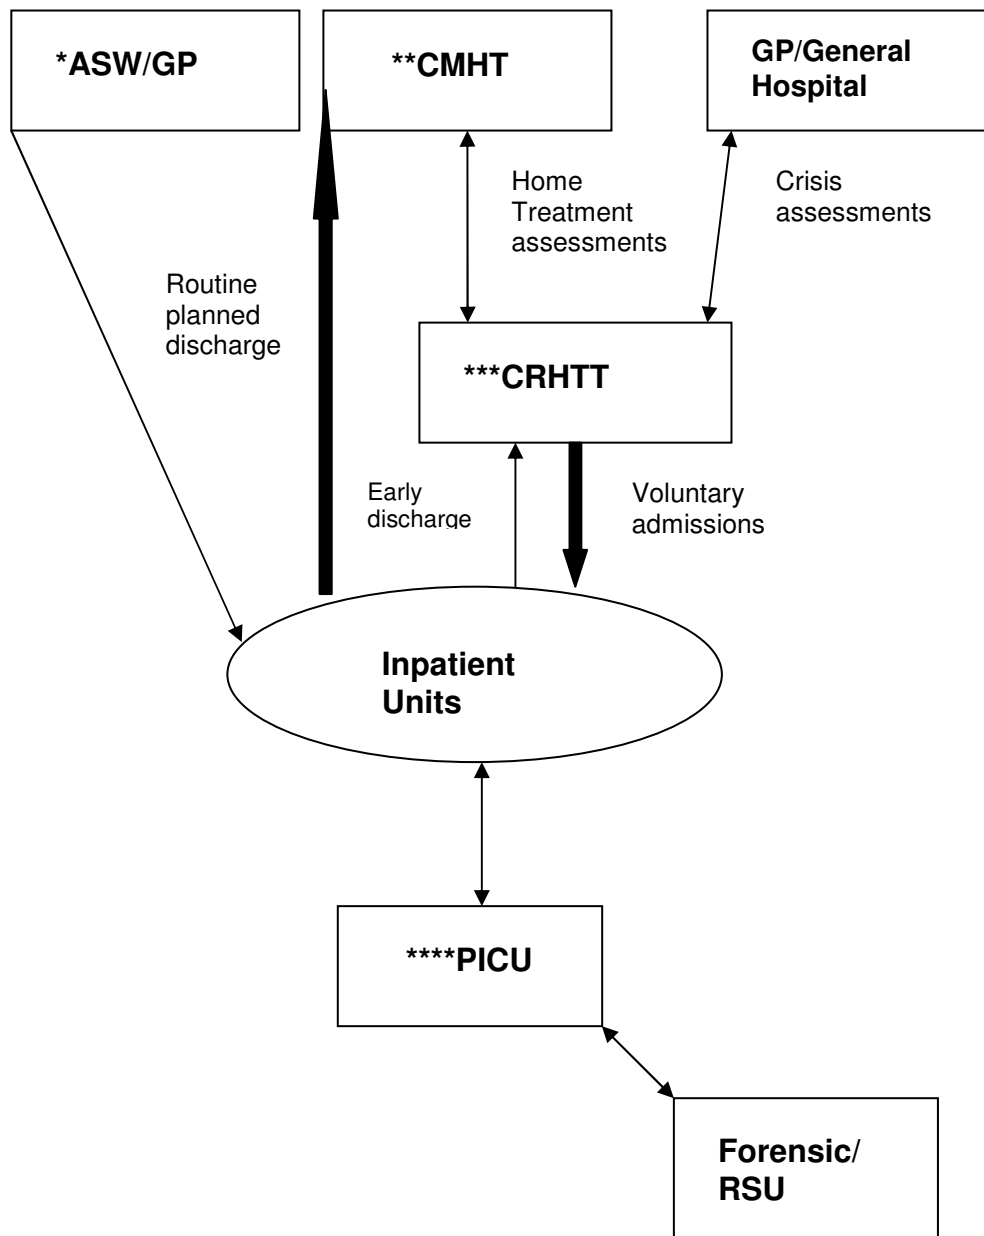 *ASW/GP
**CMHT
GP/General
Hospital
Home
Treatment
assessments
Crisis
assessments
Routine
planned
discharge
***CRHTT
Early
discharge
Voluntary
admissions
Inpatient
Units
****PICU
Forensic/
RSU